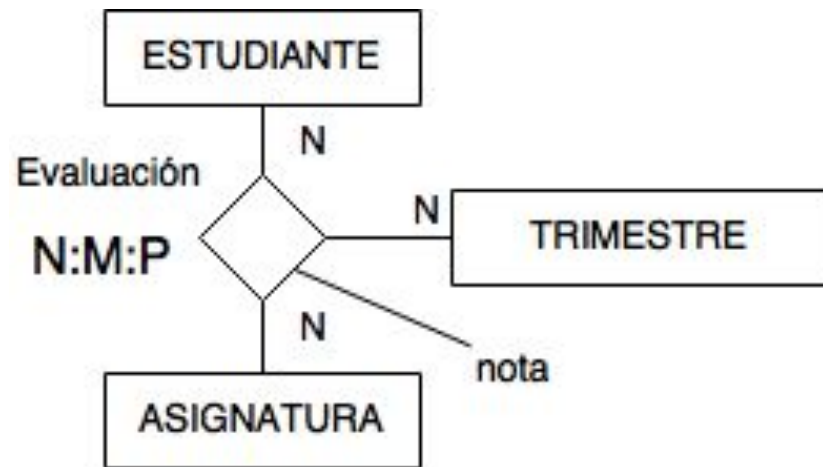 ESTUDIANTE
N
Evaluación
N
TRIMESTRE
N:M:P
N
nota
ASIGNATURA